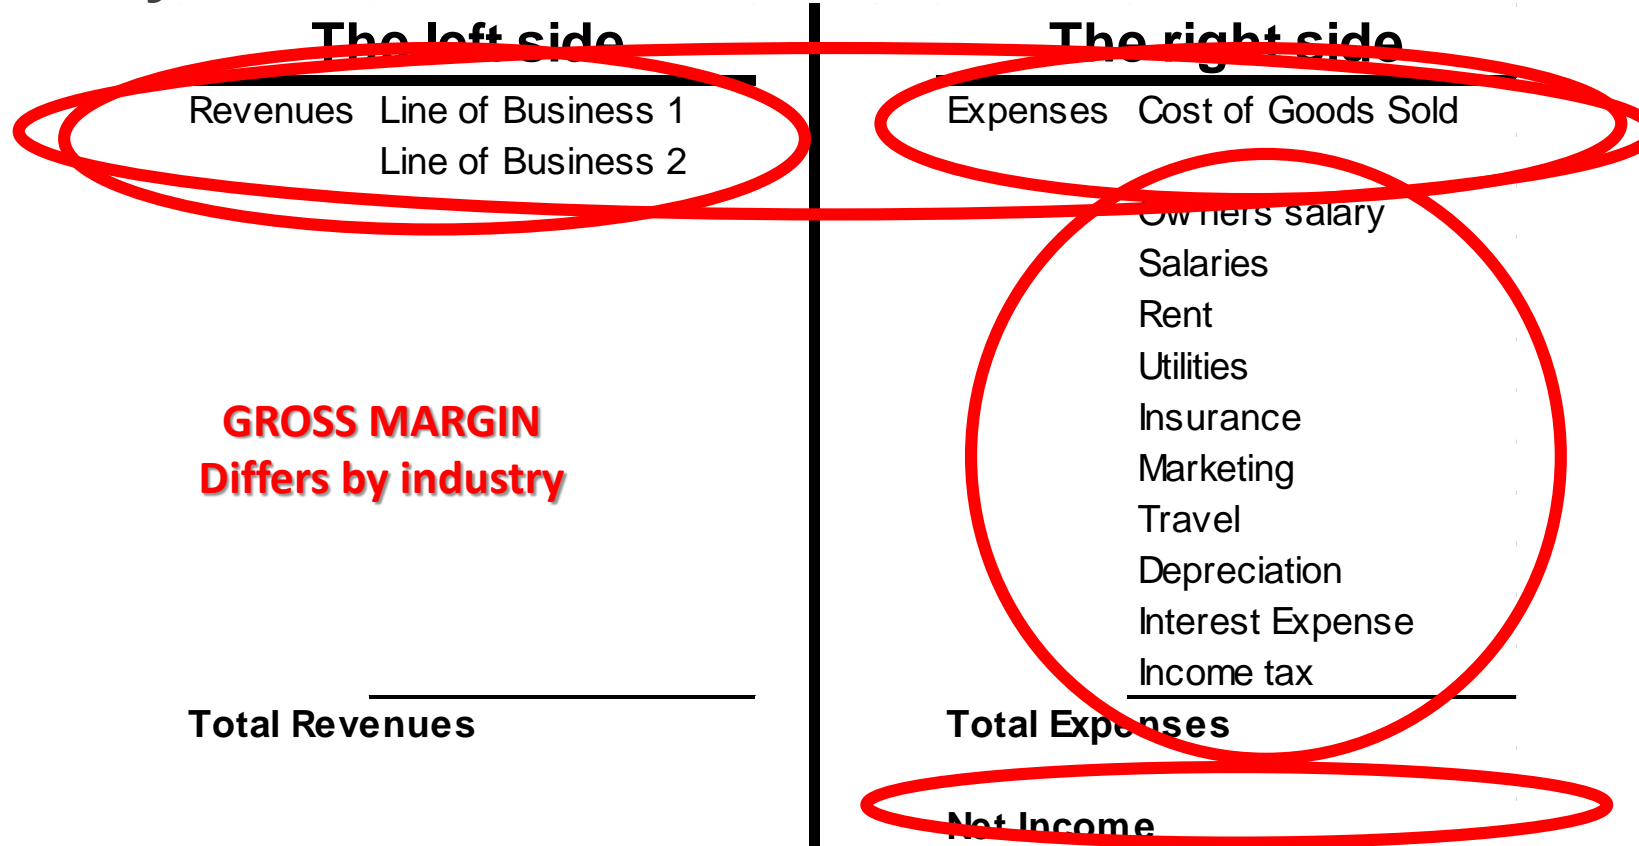 The left side
The right side
Revenues Line of Business 1
Line of Business 2
Expenses Cost of Goods Sold
Owners salary
Salaries
Rent
Utilities
Insurance
Marketing
Travel
Depreciation
Interest Expense
Income tax
GROSS MARGIN
Differs by industry
Total Revenues
Total Expenses
Net Income